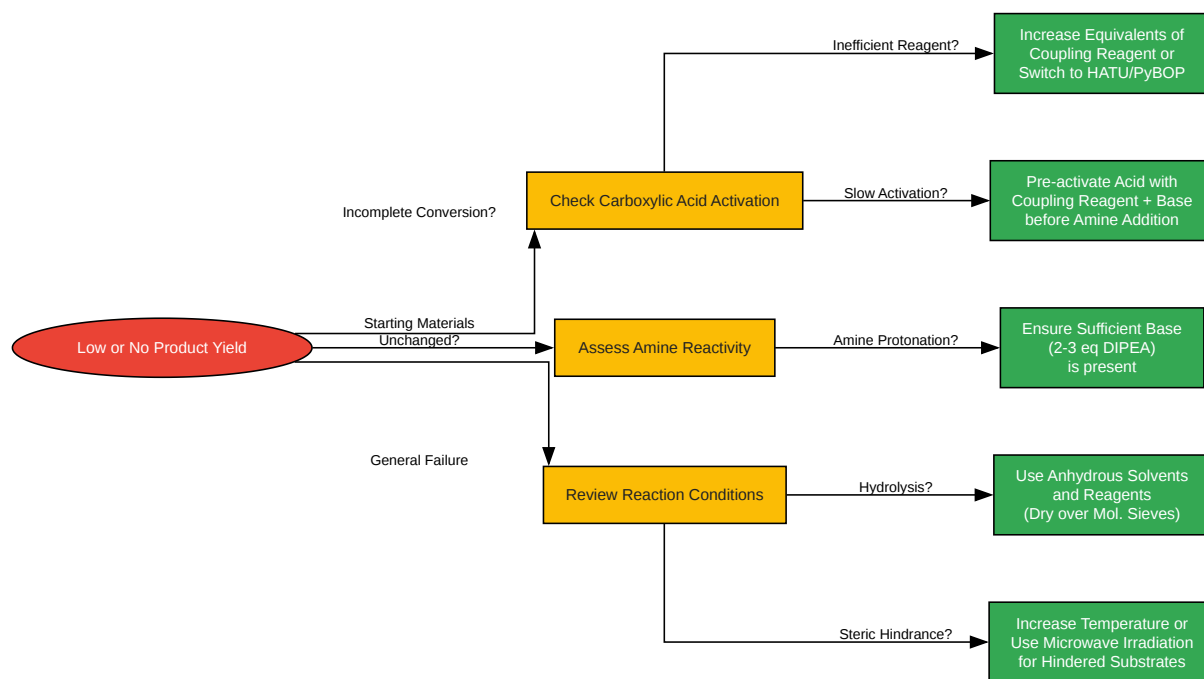 Inefficient Reagent?
Increase Equivalents of
Coupling Reagent or
Switch to HATU/PyBOP
Incomplete Conversion?
Check Carboxylic Acid Activation
Slow Activation?
Pre-activate Acid with
Coupling Reagent + Base
before Amine Addition
Low or No Product Yield
Starting Materials
Unchanged?
Assess Amine Reactivity
Amine Protonation?
Ensure Sufficient Base
(2-3 eq DIPEA)
is present
General Failure
Review Reaction Conditions
Hydrolysis?
Use Anhydrous Solvents
and Reagents
(Dry over Mol. Sieves)
Steric Hindrance?
Increase Temperature or
Use Microwave Irradiation
for Hindered Substrates